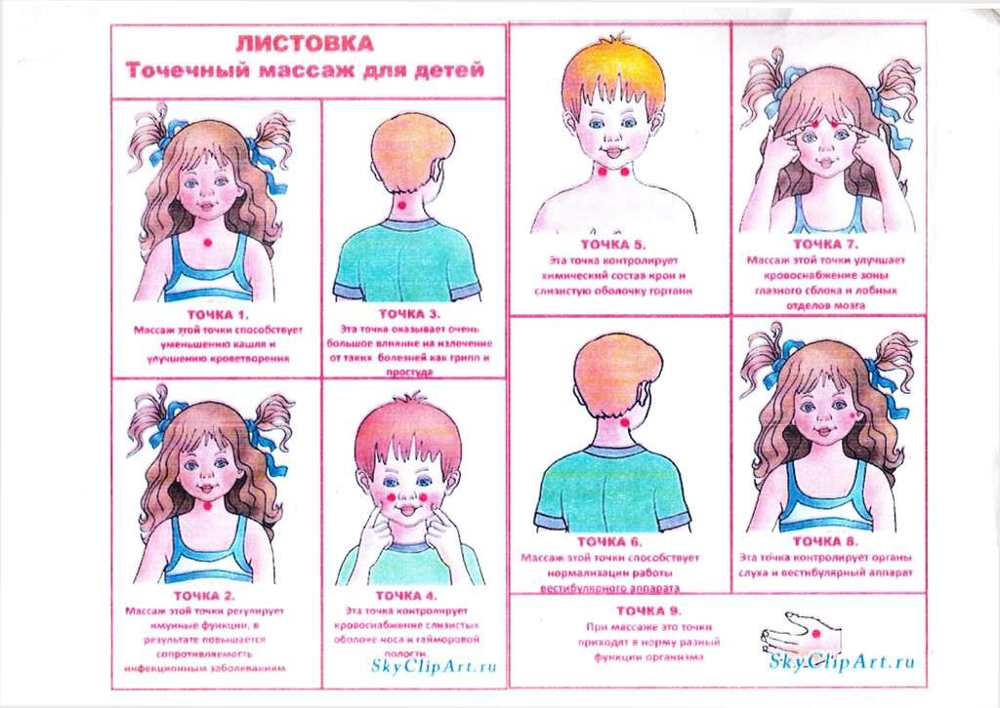 ЛИСТОВКА
Точечный массаж для детей
ТОЧКА 1.
Массаж этой точки способствует
уменьшению кашля и
улучшению кроветворения
ТОЧКА 3.
Эта точка оказывает очень
большое влияние на излечение
от таких болезней как грипп и
простуда
ТОЧКА 2.
Массаж этой точки регулирует
имунные функции, в
результате повышается
сопротивляемость
инфекционным заболеваниям
ТОЧКА 4.
Эта точка контролирует
кровоснабжение слизистых
оболоче носа и гайморовой
полости.
SkyClipArt.ru
ТОЧКА 5.
Эта точка контролирует
химический состав крои и
слизистую оболочку гортани
ТОЧКА 7.
Массаж этой точки улучшает
кровоснабжение зоны
глазного сблока и лобных
отделов мозга
ТОЧКА 6.
Массаж этой точки способствует
нормализации работы
вестибулярного аппарата
ТОЧКА 8.
Эта точка контролирует органы
слуха и вестибулярный аппарат
ТОЧКА 9.
При массаже это точки
приходят в норму разный
функции организма
SkyClipArt.ru